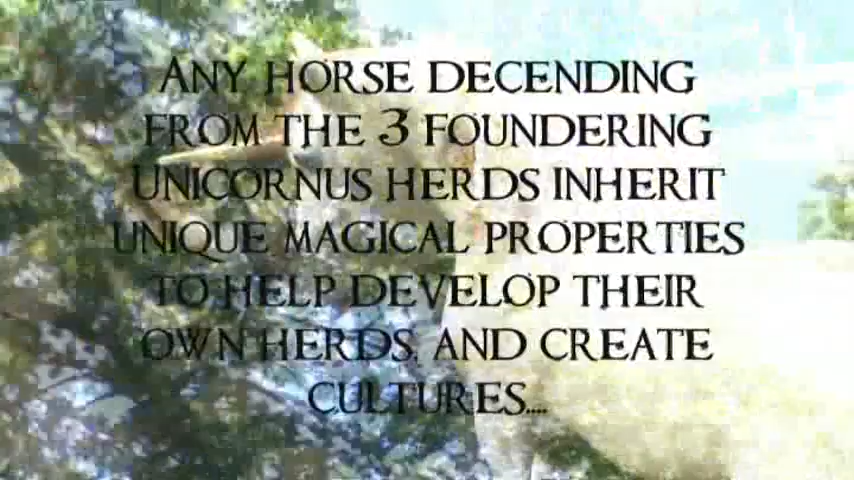 Any horse decending
from the 3 foundering
Unicornus herds inherit
unique magical properties
to help develop their
own herds, and create
cultures....